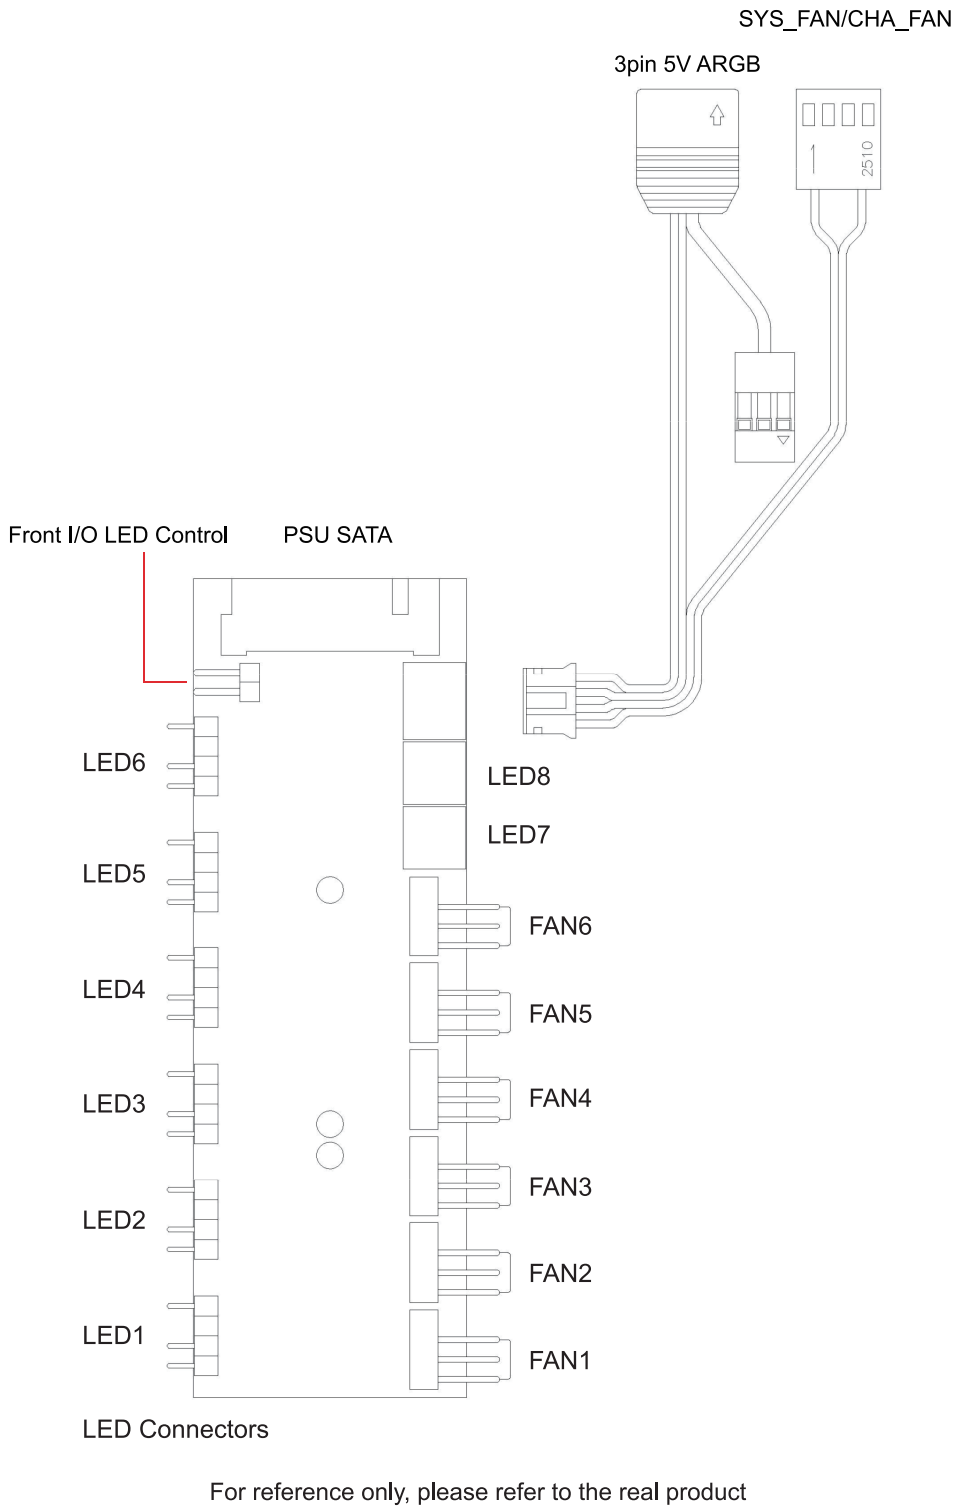 SYS_FAN/CHA_FAN
3pin 5V ARGB
1
2510
Front I/O LED Control
PSU SATA
LED6
LED8
LED7
LED5
FAN6
LED4
FAN5
LED3
FAN4
FAN3
LED2
FAN2
LED1
FAN1
LED Connectors
For reference only, please refer to the real product